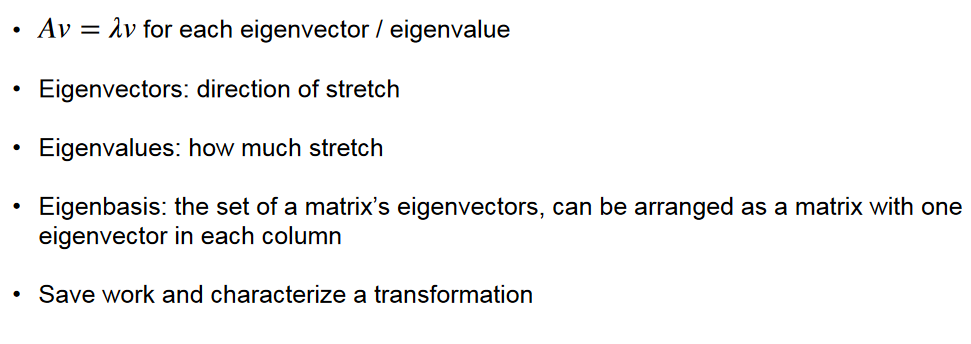 • Av = λv for each eigenvector / eigenvalue
• Eigenvectors: direction of stretch
• Eigenvalues: how much stretch
• Eigenbasis: the set of a matrix’s eigenvectors, can be arranged as a matrix with one
eigenvector in each column
• Save work and characterize a transformation